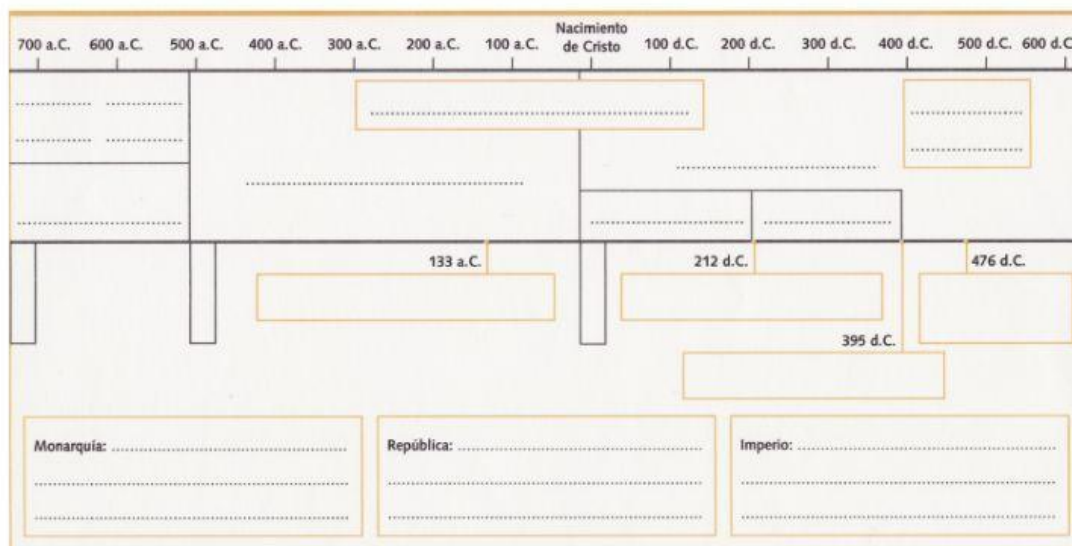 700 a.C. 600 a.C. 500 a.C. 400 a.C. 300 a.C. 200 a.C. 100 a.C. Nacimiento de Cristo 100 d.C. 200 d.C. 300 d.C. 400 d.C. 500 d.C. 600 d.C.
133 a.C. 212 d.C. 476 d.C.
395 d.C.
Monarquía: República: Imperio: